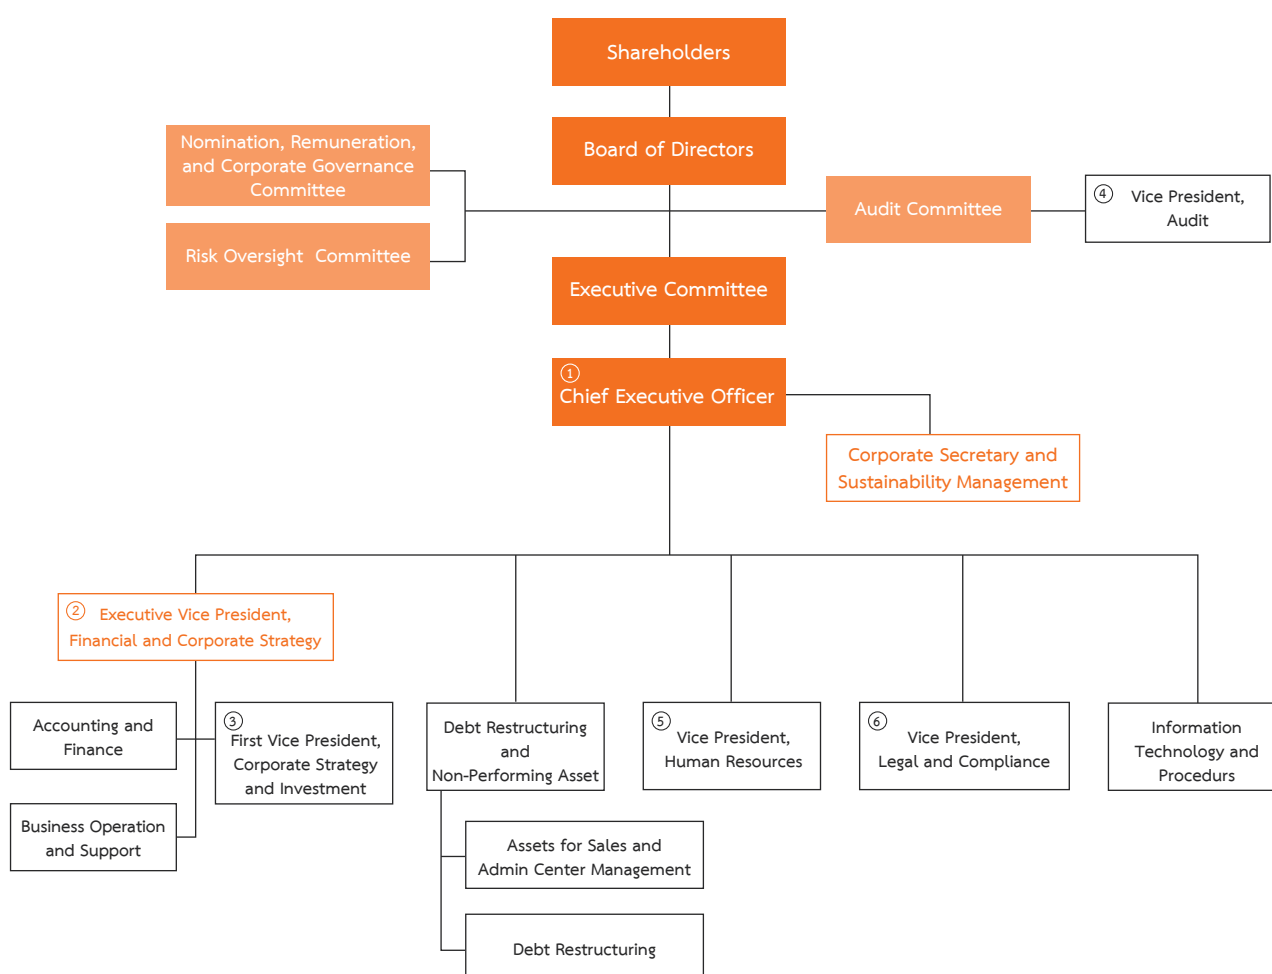 Shareholders
Board of Directors
Nomination, Remuneration,
and Corporate Governance
Committee
Risk Oversight Committee
Audit Committee
④ Vice President,
Audit
Executive Committee
①
Chief Executive Officer
Corporate Secretary and
Sustainability Management
② Executive Vice President,
Financial and Corporate Strategy
Accounting and
Finance
③
First Vice President,
Corporate Strategy
and Investment
Business Operation
and Support
Debt Restructuring
and
Non-Performing Asset
Assets for Sales and
Admin Center Management
Debt Restructuring
⑤
Vice President,
Human Resources
⑥
Vice President,
Legal and Compliance
Information
Technology and
Procedurs